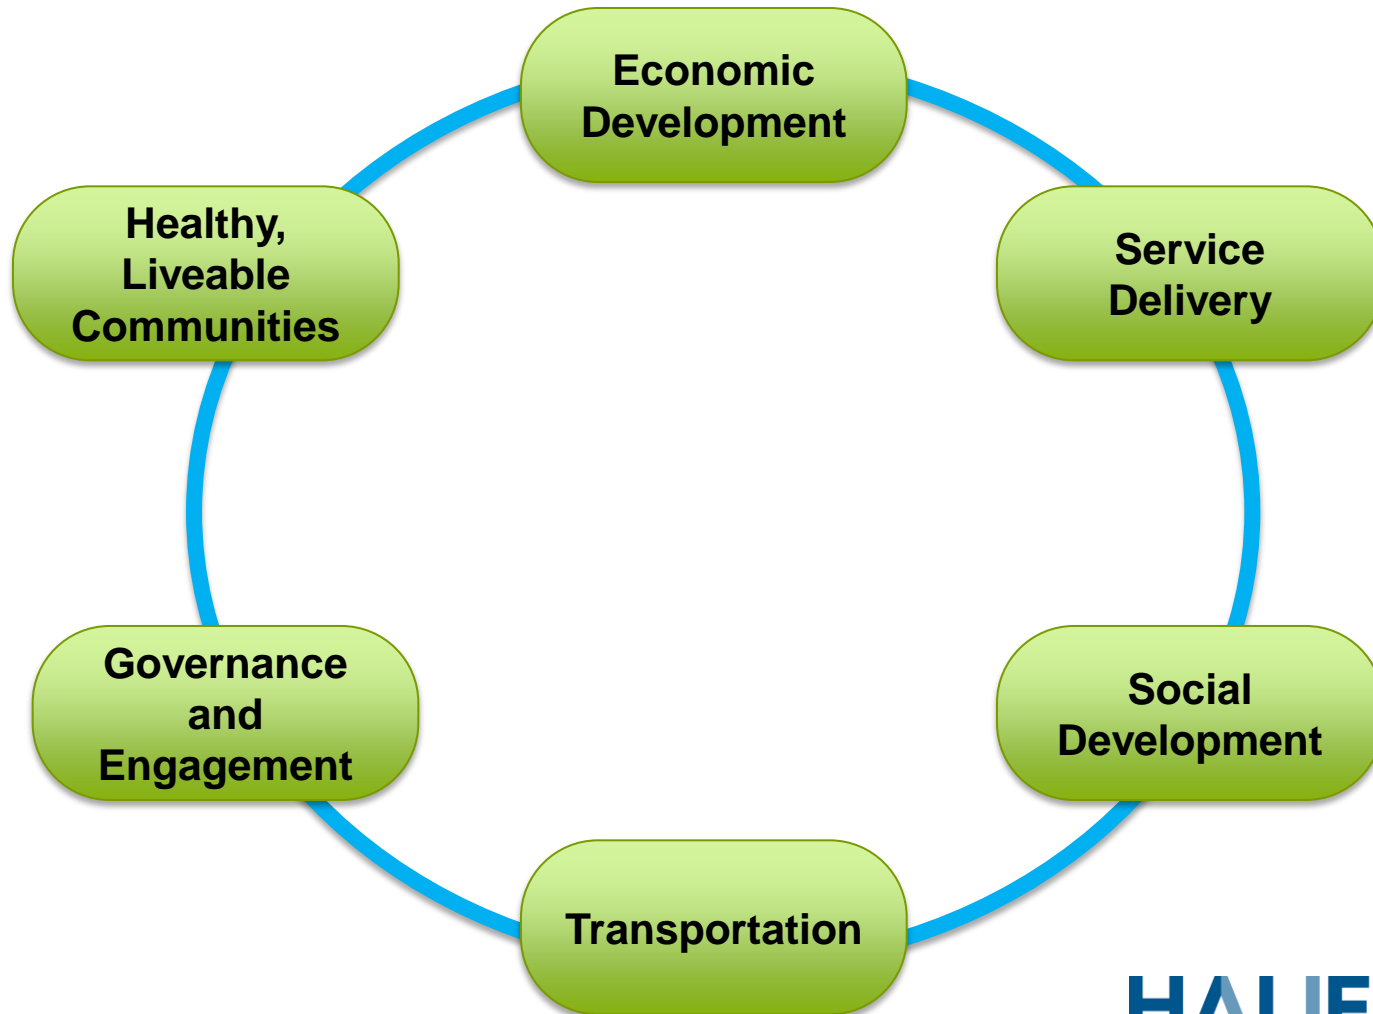 Economic
Development
Healthy,
Liveable
Communities
Service
Delivery
Governance
and
Engagement
Social
Development
Transportation